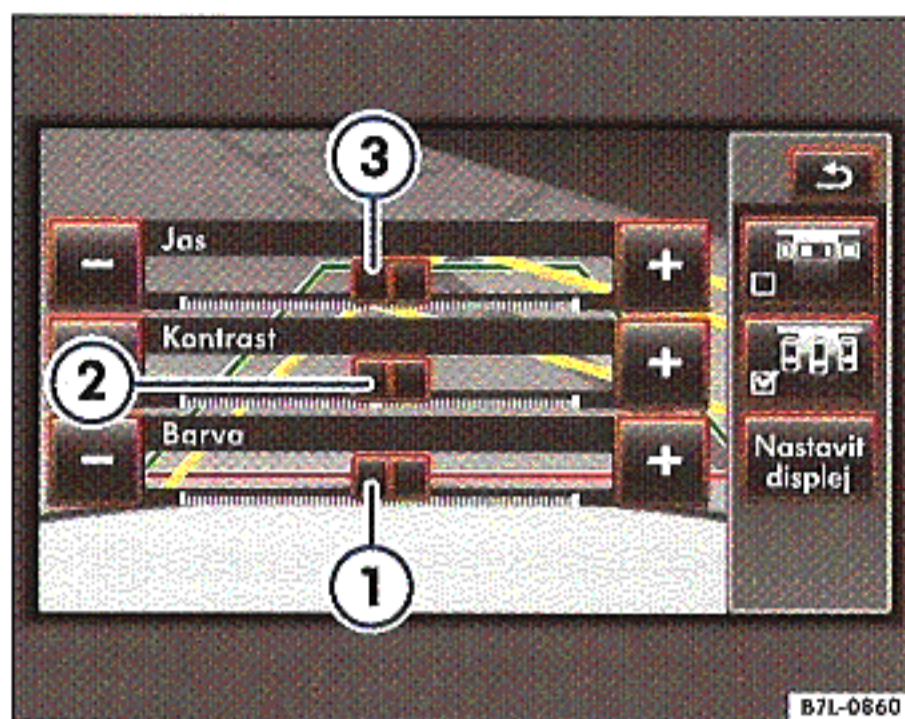 3
Jas
− +
Kontrast
2
+
Barva
− +
Nastavit
displej
1
B7L-0860